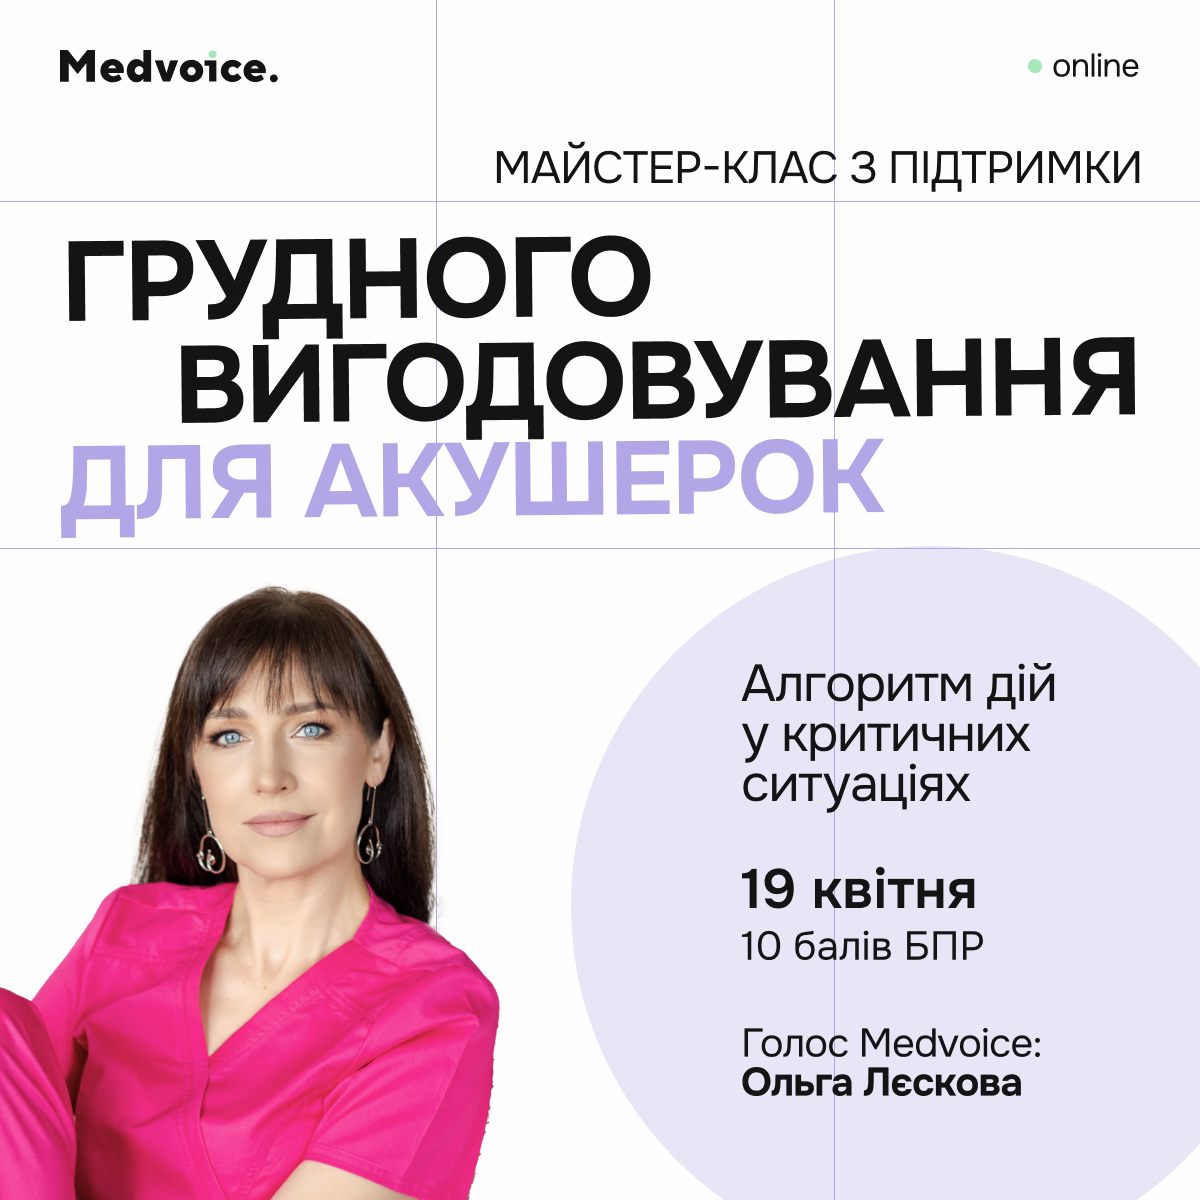 Medvoice.
online
МАЙСТЕР-КЛАС З ПІДТРИМКИ
ГРУДНОГО
ВИГОДОВУВАННЯ
ДЛЯ АКУШЕРОК
Алгоритм дій
у критичних
ситуаціях
19 квітня
10 балів БПР
Голос Medvoice:
Ольга Лєскова